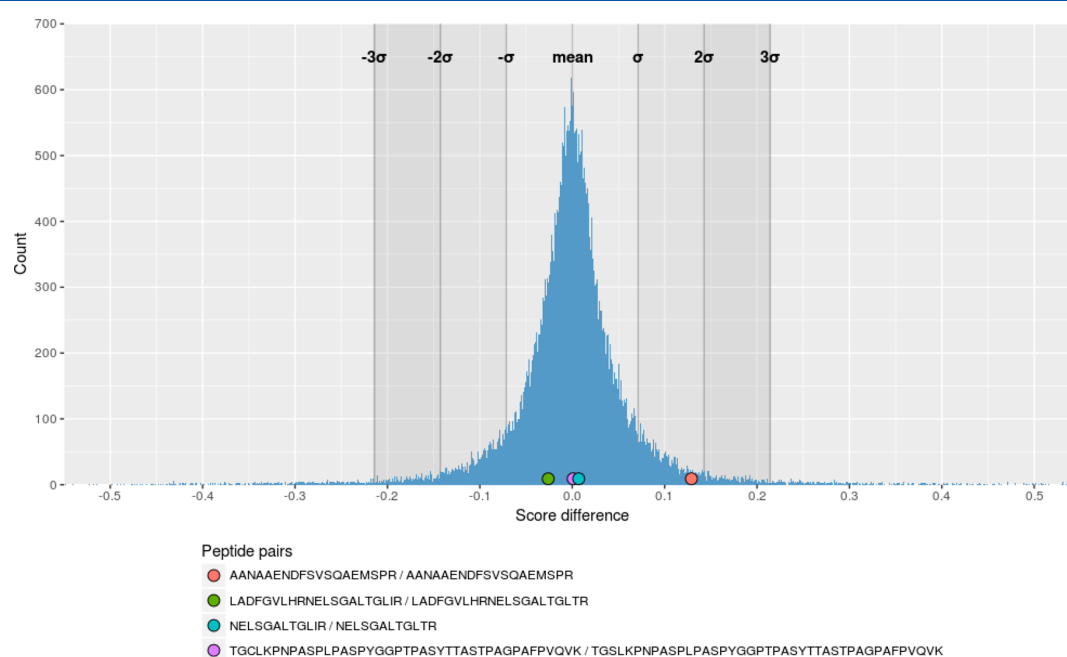 700
600
500
400
300
200
100
0
Count
-3σ -2σ -σ mean σ 2σ 3σ
-0.5 -0.4 -0.3 -0.2 -0.1 0.0 0.1 0.2 0.3 0.4 0.5
Score difference
Peptide pairs
AANAAENDFSVSQAEMSPR / AANAAENDFSVSQAEMSPR
LADFGVLHRNELSGALTGLIR / LADFGVLHRNELSGALTGLTR
NELSGALTGLIR / NELSGALTGLTR
TGCLKPNPASPLPASPYGGPTPASYTTASTPAGPAFPVQVK / TGSLKPNPASPLPASPYGGPTPASYTTASTPAGPAFPVQVK